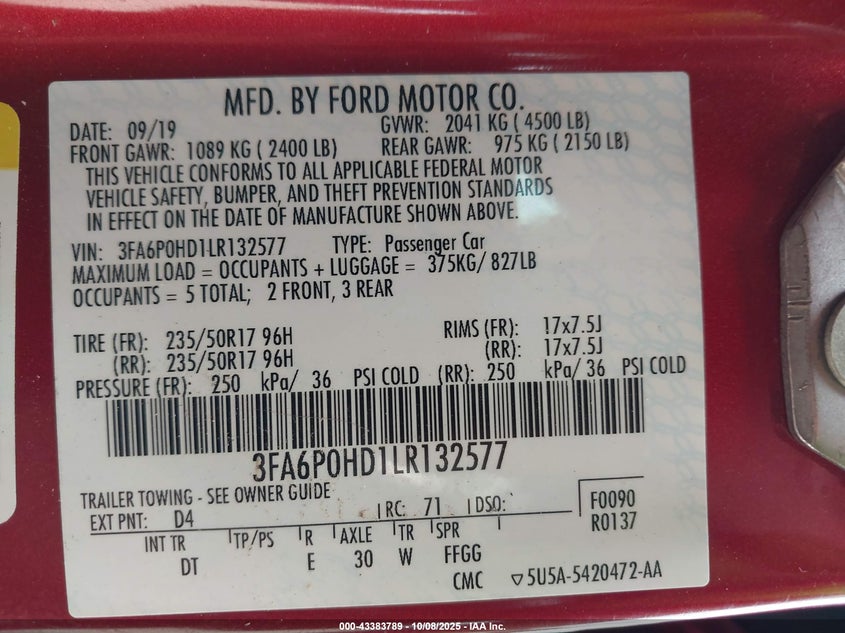 MFD. BY FORD MOTOR CO.
DATE: 09/19 GVWR: 2041 KG ( 4500 LB)
FRONT GAWR: 1089 KG ( 2400 LB) REAR GAWR: 975 KG ( 2150 LB)
THIS VEHICLE CONFORMS TO ALL APPLICABLE FEDERAL MOTOR
VEHICLE SAFETY, BUMPER, AND THEFT PREVENTION STANDARDS
IN EFFECT ON THE DATE OF MANUFACTURE SHOWN ABOVE.
VIN: 3FA6P0HD1LR132577 TYPE: Passenger Car
MAXIMUM LOAD = OCCUPANTS + LUGGAGE = 375KG/ 827LB
OCCUPANTS = 5 TOTAL; 2 FRONT, 3 REAR
TIRE (FR): 235/50R17 96H RIMS (FR): 17x7.5J
(RR): 235/50R17 96H (RR): 17x7.5J
PRESSURE (FR): 250 kPa/ 36 PSI COLD (RR): 250 kPa/ 36 PSI COLD
3FA6P0HD1LR132577
TRAILER TOWING - SEE OWNER GUIDE
EXT PNT: D4 RC: 71 DSO: F0090
R0137
INT TR TP/PS R AXLE TR SPR
DT E 30 W FFGG
CMC 5U5A-5420472-AA
000-43383789 - 10/08/2025 - IAA Inc.